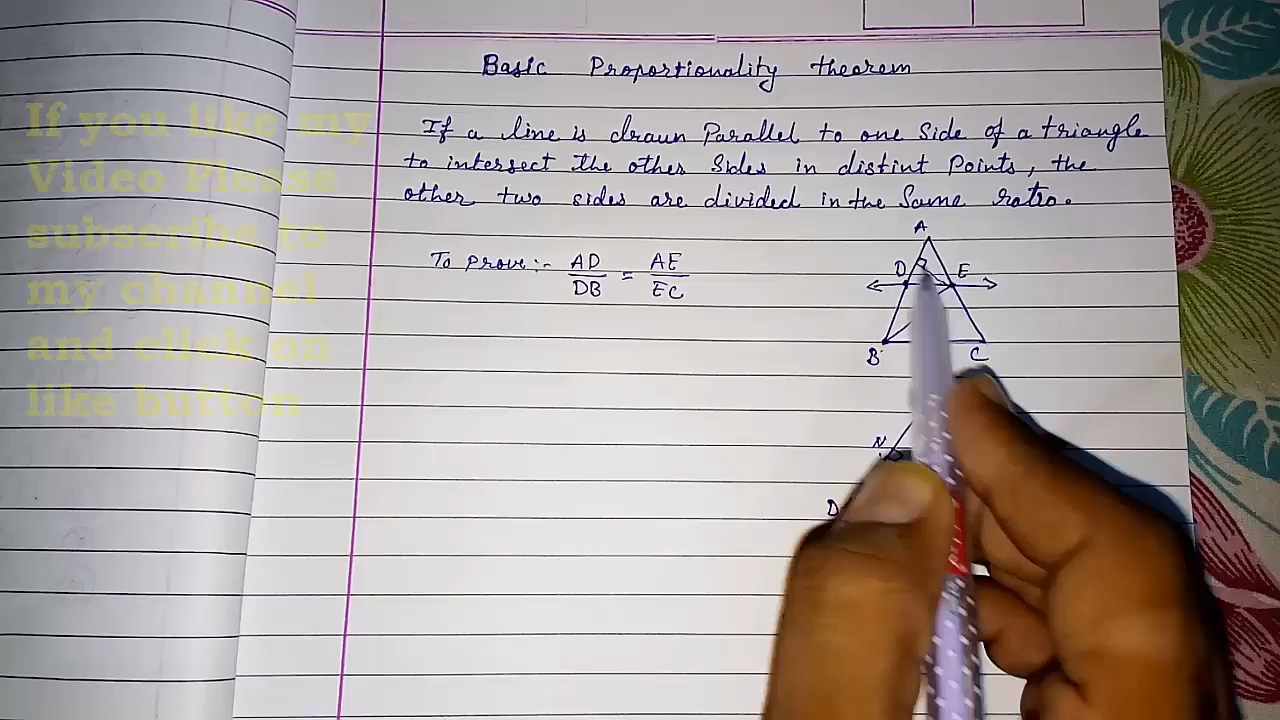 Basic Proportionality theorem
If a line is drawn Parallel to one Side of a triangle
to intersect the other Sides in distint Points, the
other two sides are divided in the Same ratio.
To prove:- AD/DB = AE/EC
A
D E
B C
N
D
If you like my
Video Please
subscribe to
my channel
and click on
like button